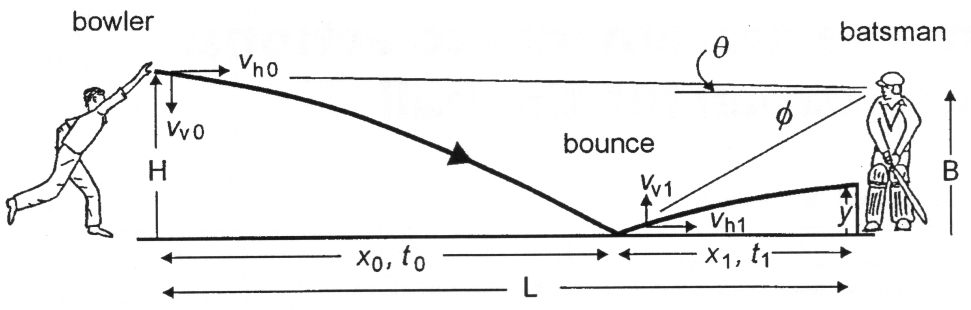 bowler
batsman
v_h0
θ
v_v0
ϕ
bounce
H
B
v_v1
v_h1
y
x_0, t_0
x_1, t_1
L